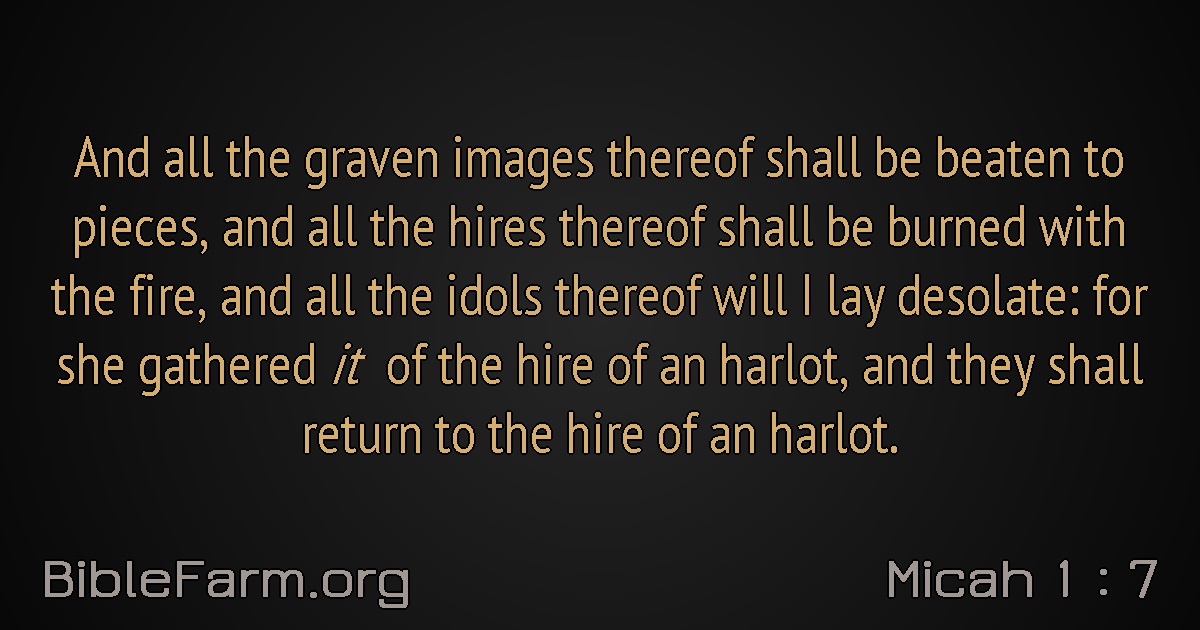 And all the graven images thereof shall be beaten to
pieces, and all the hires thereof shall be burned with
the fire, and all the idols thereof will I lay desolate: for
she gathered it of the hire of an harlot, and they shall
return to the hire of an harlot.
BibleFarm.org
Micah 1 : 7